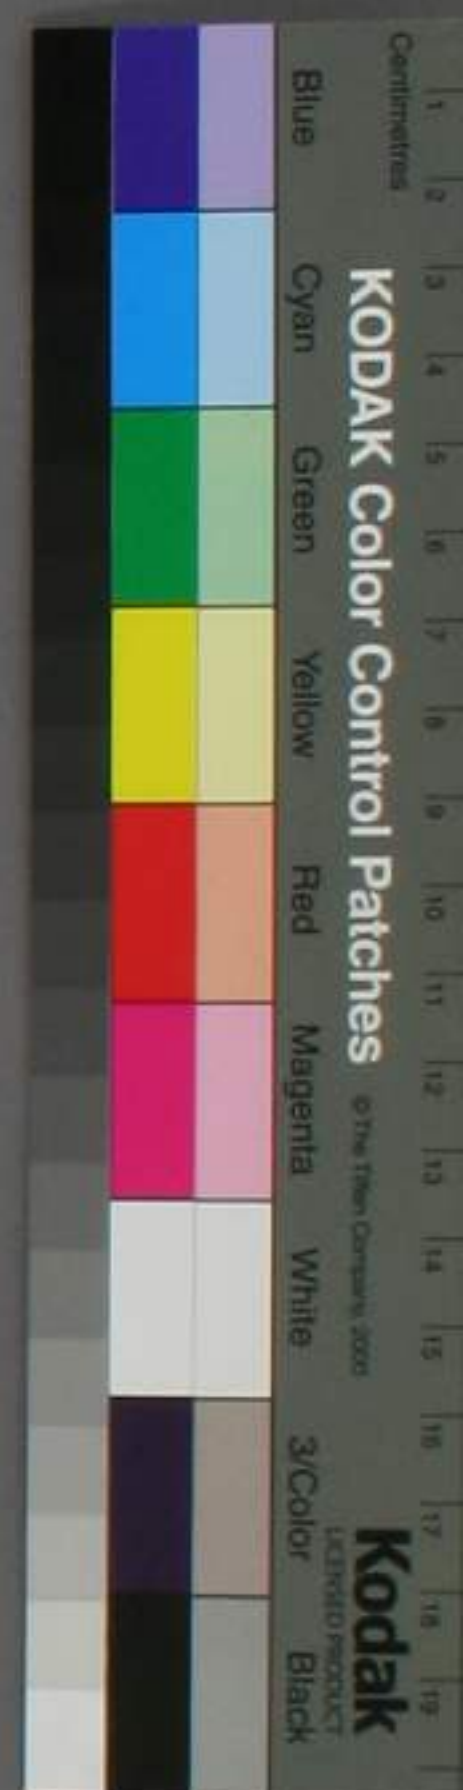 Centimetres
1 2 3 4 5 6 7 8 9 10 11 12 13 14 15 16 17 18 19
KODAK Color Control Patches
© The Tiffen Company, 2000
Kodak
LICENSED PRODUCT
Blue Cyan Green Yellow Red Magenta White 3/Color Black